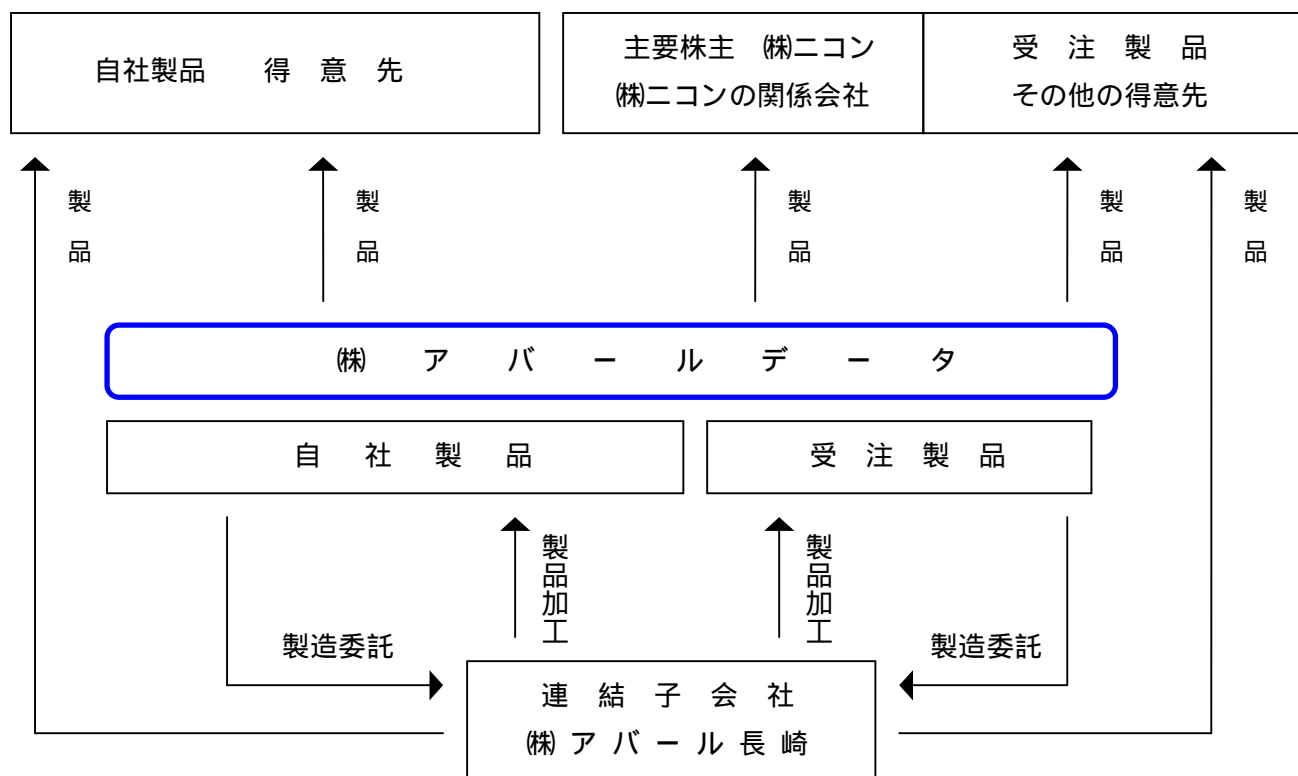 自社製品 得意先
主要株主 ㈱ニコン
㈱ニコンの関係会社
受注製品
その他の得意先
製品
製品
製品
製品
製品
㈱アバールデータ
自社製品
受注製品
製品加工
製品加工
製造委託
製造委託
連結子会社
㈱アバール長崎